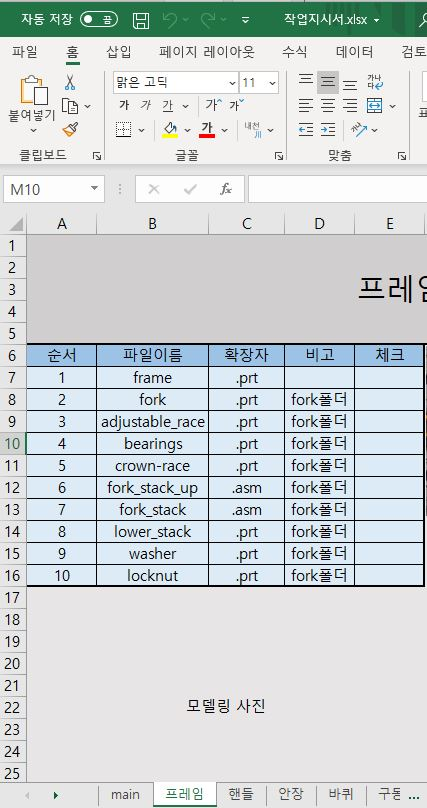 자동 저장 끔 작업지시서.xlsx
파일 홈 삽입 페이지 레이아웃 수식 데이터 검토
붙여넣기 맑은 고딕 11 가나다
가 가 가 가 가
가 내천
클립보드 글꼴 맞춤
M10 fx
A B C D E
1
2
3 프레임
4
5
6 순서 파일이름 확장자 비고 체크
7 1 frame .prt
8 2 fork .prt fork폴더
9 3 adjustable_race .prt fork폴더
10 4 bearings .prt fork폴더
11 5 crown-race .prt fork폴더
12 6 fork_stack_up .asm fork폴더
13 7 fork_stack .asm fork폴더
14 8 lower_stack .prt fork폴더
15 9 washer .prt fork폴더
16 10 locknut .prt fork폴더
17
18
19
20
21
22 모델링 사진
23
24
25
main 프레임 핸들 안장 바퀴 구동 ...